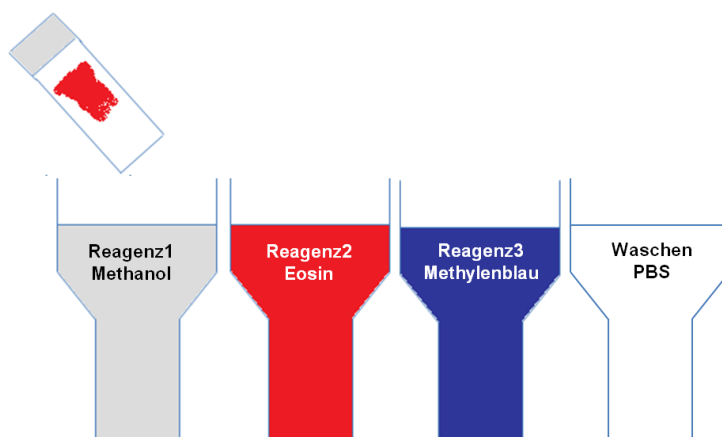 Reagenz1
Methanol
Reagenz2
Eosin
Reagenz3
Methylenblau
Waschen
PBS